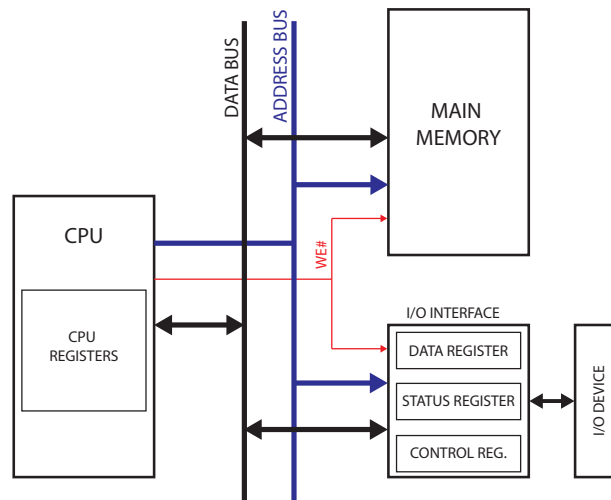 DATA BUS
ADDRESS BUS
MAIN
MEMORY
CPU
WE#
CPU
REGISTERS
I/O INTERFACE
DATA REGISTER
STATUS REGISTER
CONTROL REG.
I/O DEVICE